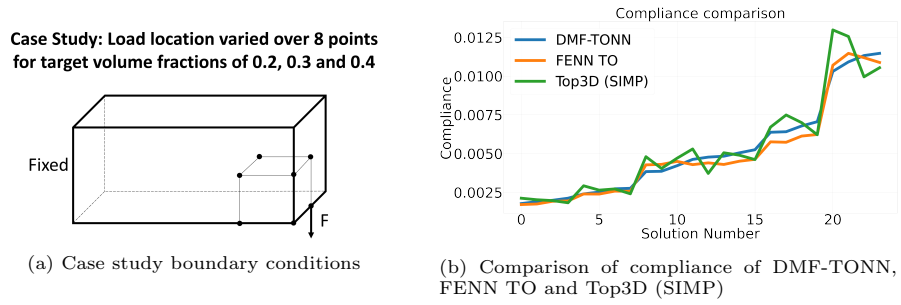 Case Study: Load location varied over 8 points
for target volume fractions of 0.2, 0.3 and 0.4
Fixed
F
(a) Case study boundary conditions
Compliance comparison
DMF-TONN
FENN TO
Top3D (SIMP)
Compliance
0.0125
0.0100
0.0075
0.0050
0.0025
0 5 10 15 20
Solution Number
(b) Comparison of compliance of DMF-TONN,
FENN TO and Top3D (SIMP)